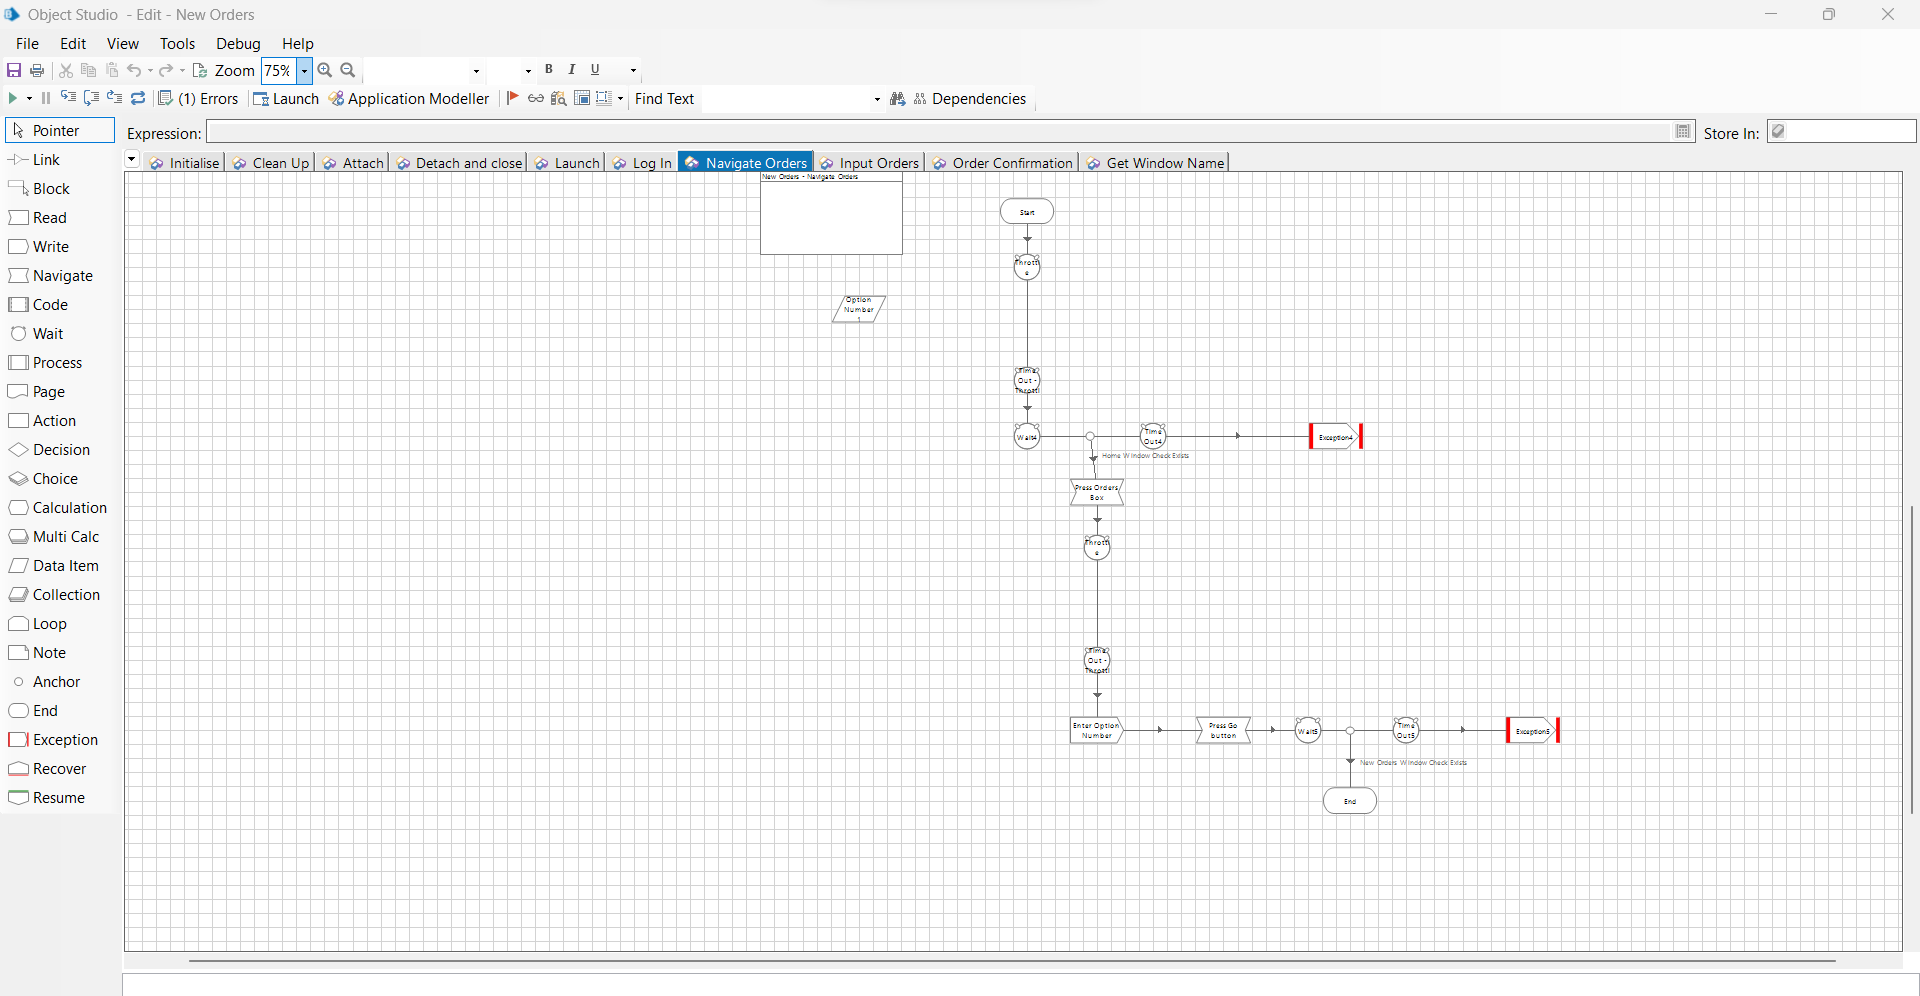 Object Studio - Edit - New Orders
File Edit View Tools Debug Help
Zoom 75% B I U
(1) Errors Launch Application Modeller Find Text Dependencies
Pointer
Expression:
Store In:
Link
Initialise Clean Up Attach Detach and close Launch Log In Navigate Orders Input Orders Order Confirmation Get Window Name
Block
Read
Write
Navigate
Code
Wait
Process
Page
Action
Decision
Choice
Calculation
Multi Calc
Data Item
Collection
Loop
Note
Anchor
End
Exception
Recover
Resume
New Orders - Navigate Orders
Start
Throttl
e
Option
Number
1
Time
Out -
Throttl
Wait4
Time
Out4
Exception4
Home Window Check Exists
Press Orders
Box
Throttl
e
Time
Out -
Throttl
Enter Option
Number
Press Go
button
Wait5
Time
Out5
Exception5
New Orders Window Check Exists
End